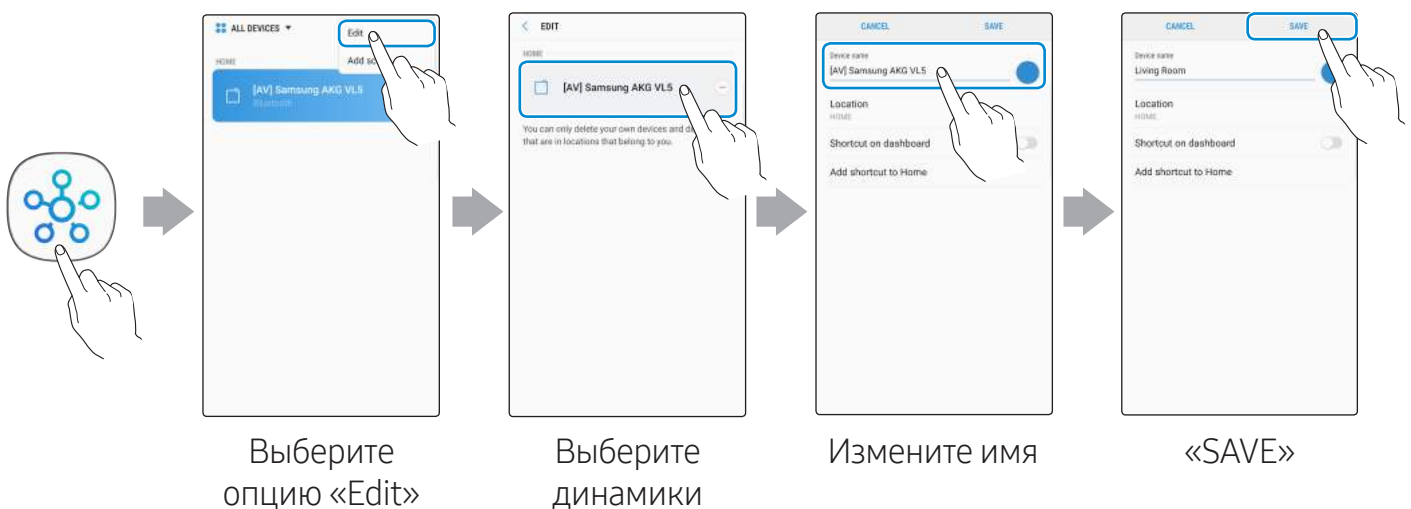 ALL DEVICES
Edit
HOME
[AV] Samsung AKG VL5
Bluetooth
EDIT
HOME
[AV] Samsung AKG VL5
You can only delete your own devices and
that are in locations that belong to you.
CANCEL SAVE
Device name
[AV] Samsung AKG VL5
Location
HOME
Shortcut on dashboard
Add shortcut to Home
CANCEL SAVE
Device name
Living Room
Location
HOME
Shortcut on dashboard
Add shortcut to Home
Выберите
опцию «Edit»
Выберите
динамики
Измените имя
«SAVE»